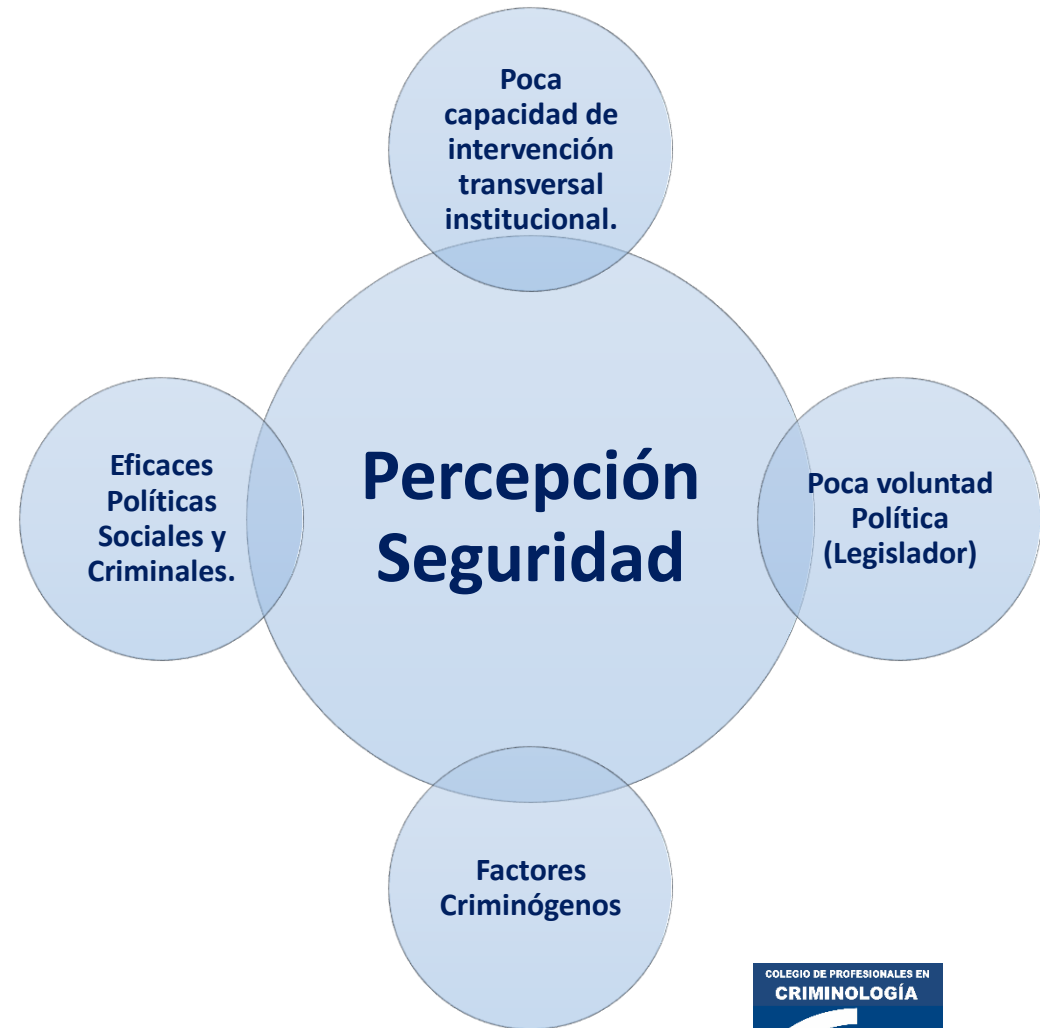 Poca
capacidad de
intervención
transversal
institucional.
Eficaces
Políticas
Sociales y
Criminales.
Percepción
Seguridad
Poca voluntad
Política
(Legislador)
Factores
Criminógenos
COLEGIO DE PROFESIONALES EN
CRIMINOLOGÍA